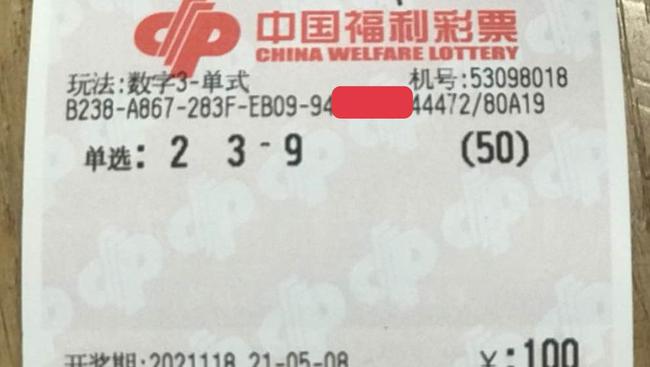 中国福利彩票
CHINA WELFARE LOTTERY
玩法:数字3-单式 机号:53098018
B238-A867-283F-EB09-94 44472/80A19
单选: 2 3 9 (50)
开奖期:2021118 21-05-08 ¥:100